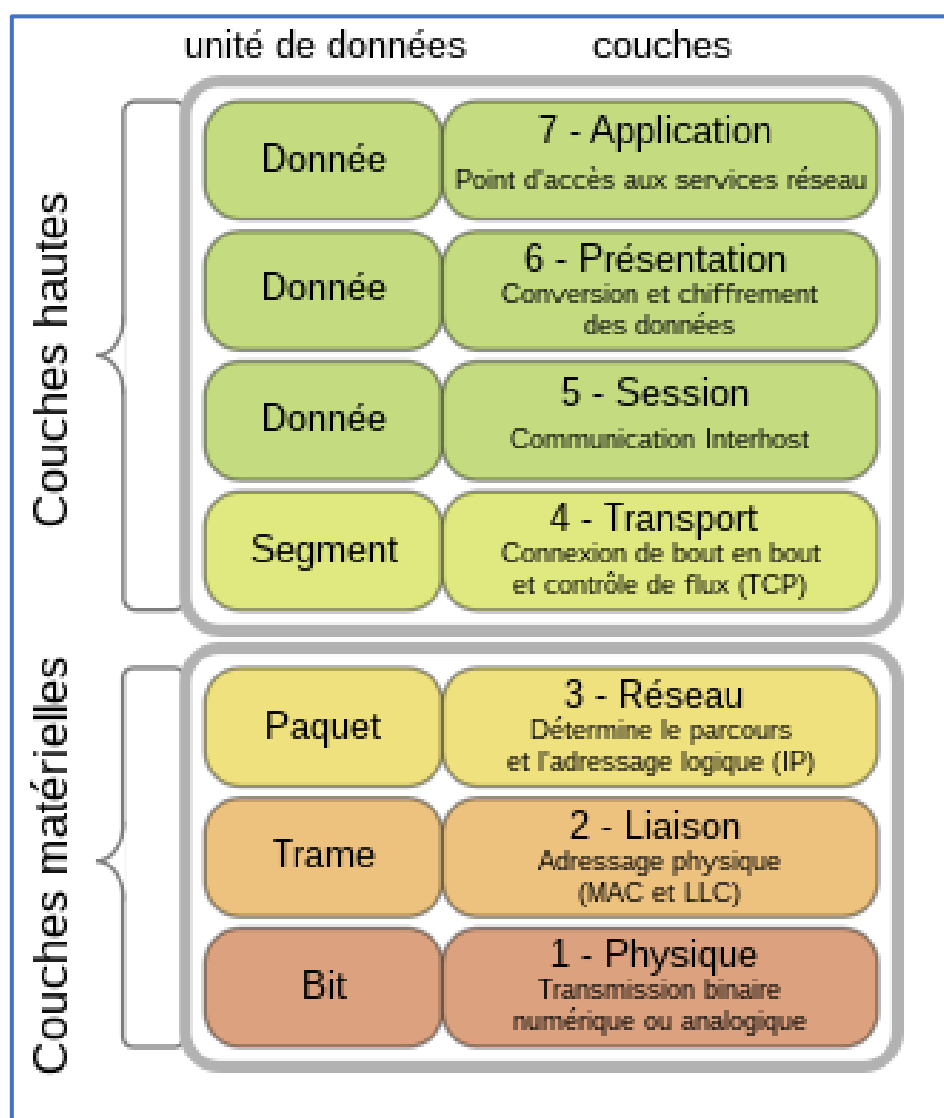 unité de données couches
Couches hautes
Donnée
7 - Application
Point d'accès aux services réseau
Donnée
6 - Présentation
Conversion et chiffrement
des données
Donnée
5 - Session
Communication Interhost
Segment
4 - Transport
Connexion de bout en bout
et contrôle de flux (TCP)
Couches matérielles
Paquet
3 - Réseau
Détermine le parcours
et l'adressage logique (IP)
Trame
2 - Liaison
Adressage physique
(MAC et LLC)
Bit
1 - Physique
Transmission binaire
numérique ou analogique